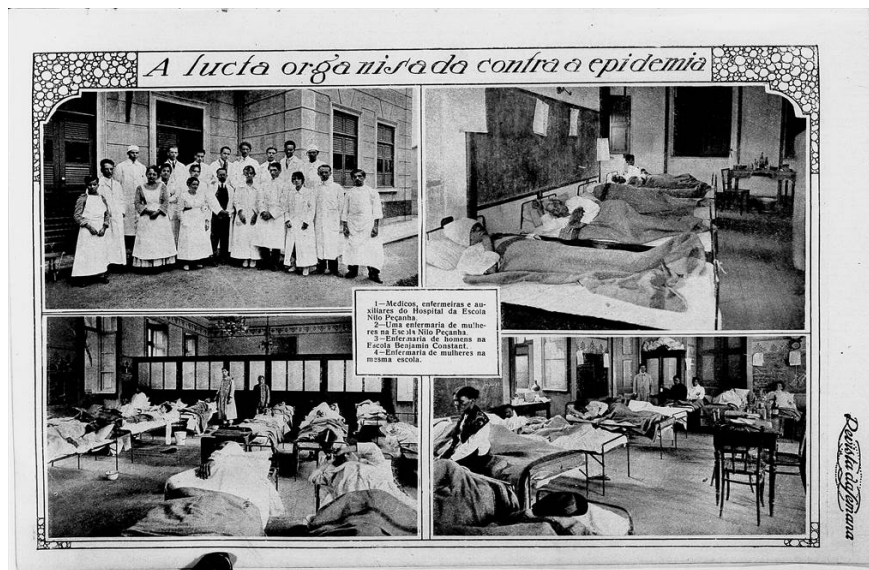 A lucta organisada contra a epidemia
1—Medicos, enfermeiras e au-
xiliares do Hospital da Escola
Nilo Peçanha.
2—Uma enfermaria de mulhe-
res na Escola Nilo Peçanha.
3—Enfermaria de homens na
Escola Benjamin Constant.
4—Enfermaria de mulheres na
mesma escola.
Revista da Semana